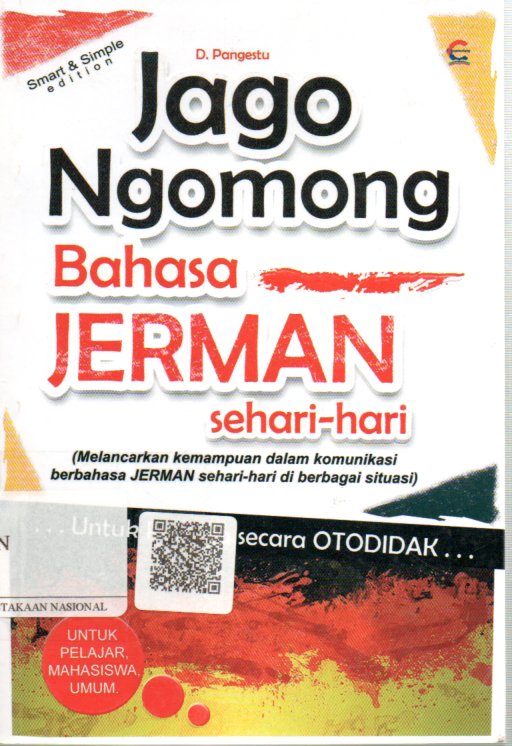 D. Pangestu
Smart & Simple
edition
Jago
Ngomong
Bahasa
JERMAN
sehari-hari
(Melancarkan kemampuan dalam komunikasi
berbahasa JERMAN sehari-hari di berbagai situasi)
... Untuk secara OTODIDAK ...
N
TAKAAN NASIONAL
UNTUK
PELAJAR,
MAHASISWA,
UMUM.